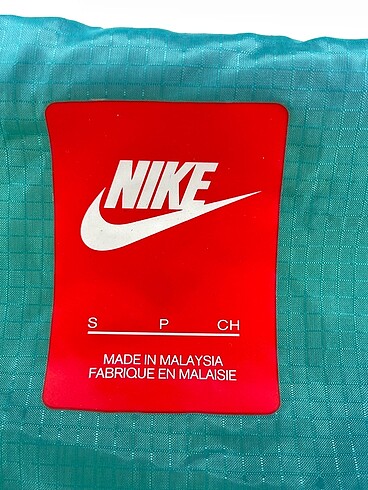 NIKE
S P CH
MADE IN MALAYSIA
FABRIQUE EN MALAISIE